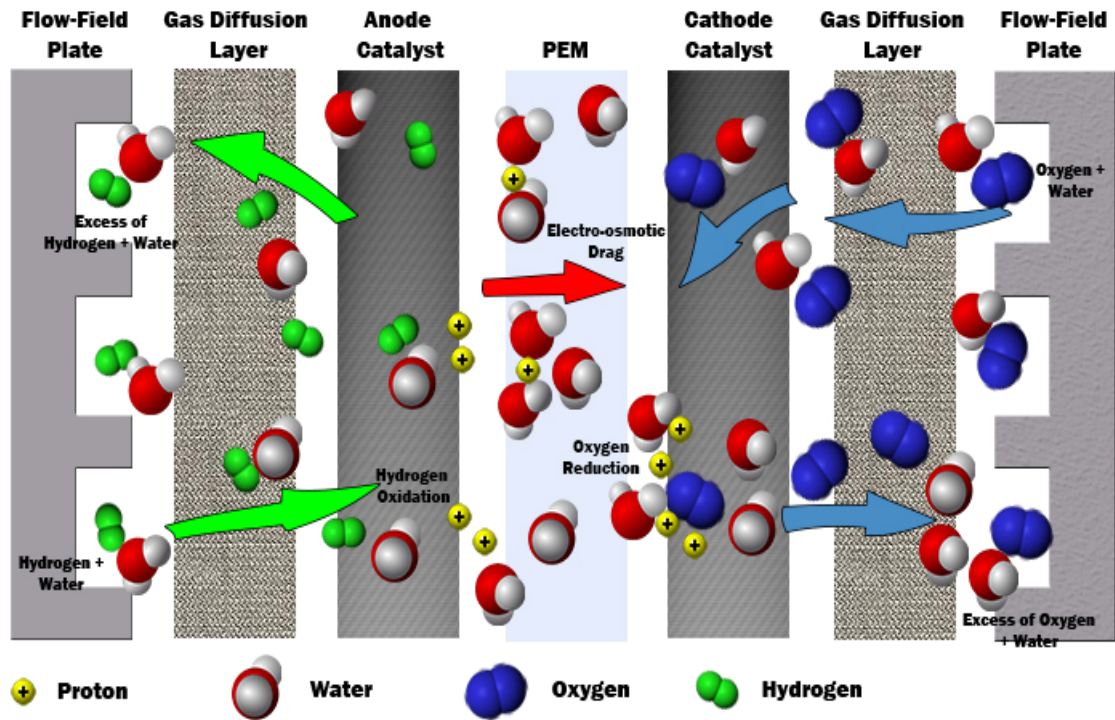 Flow-Field
Plate
Gas Diffusion
Layer
Anode
Catalyst
PEM
Cathode
Catalyst
Gas Diffusion
Layer
Flow-Field
Plate
Excess of
Hydrogen + Water
Oxygen +
Water
Electro-osmotic
Drag
+
+
+
+
Hydrogen
Oxidation
Oxygen
Reduction
+
+
+
+
+
+
Hydrogen +
Water
Excess of Oxygen
+ Water
+
Proton
Water
Oxygen
Hydrogen